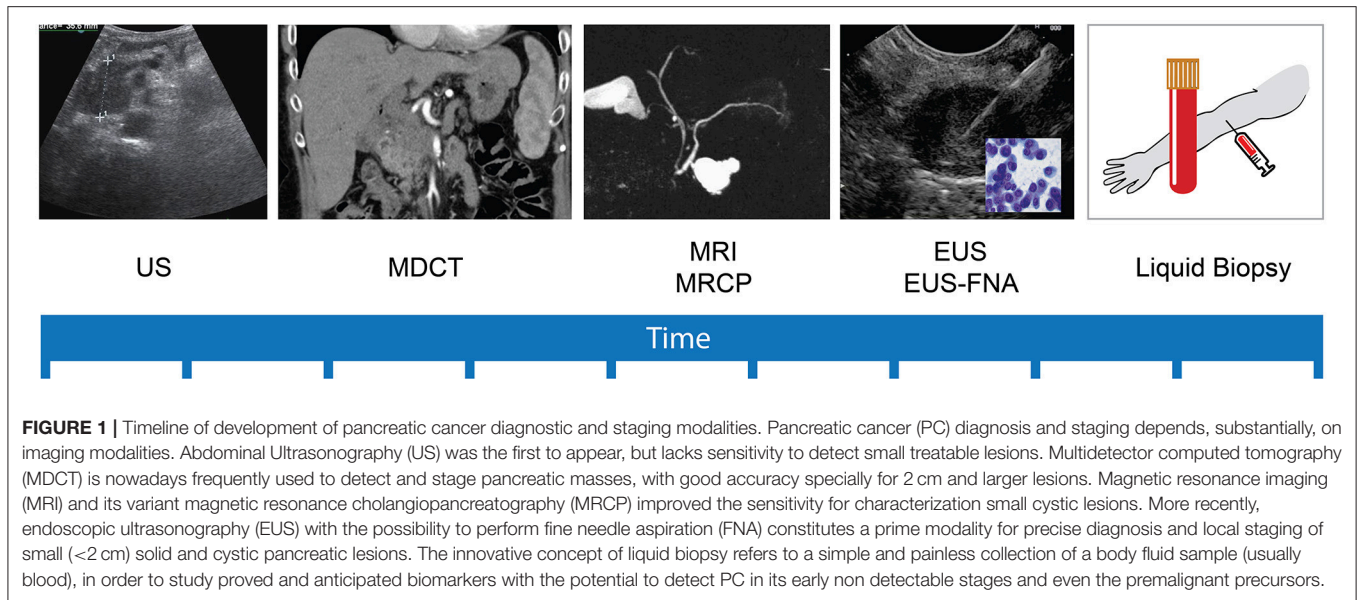 arice= 35.6 mm
1
1
000
US
MDCT
MRI
MRCP
EUS
EUS-FNA
Liquid Biopsy
Time
FIGURE 1 | Timeline of development of pancreatic cancer diagnostic and staging modalities. Pancreatic cancer (PC) diagnosis and staging depends, substantially, on
imaging modalities. Abdominal Ultrasonography (US) was the first to appear, but lacks sensitivity to detect small treatable lesions. Multidetector computed tomography
(MDCT) is nowadays frequently used to detect and stage pancreatic masses, with good accuracy specially for 2 cm and larger lesions. Magnetic resonance imaging
(MRI) and its variant magnetic resonance cholangiopancreatography (MRCP) improved the sensitivity for characterization small cystic lesions. More recently,
endoscopic ultrasonography (EUS) with the possibility to perform fine needle aspiration (FNA) constitutes a prime modality for precise diagnosis and local staging of
small (<2 cm) solid and cystic pancreatic lesions. The innovative concept of liquid biopsy refers to a simple and painless collection of a body fluid sample (usually
blood), in order to study proved and anticipated biomarkers with the potential to detect PC in its early non detectable stages and even the premalignant precursors.